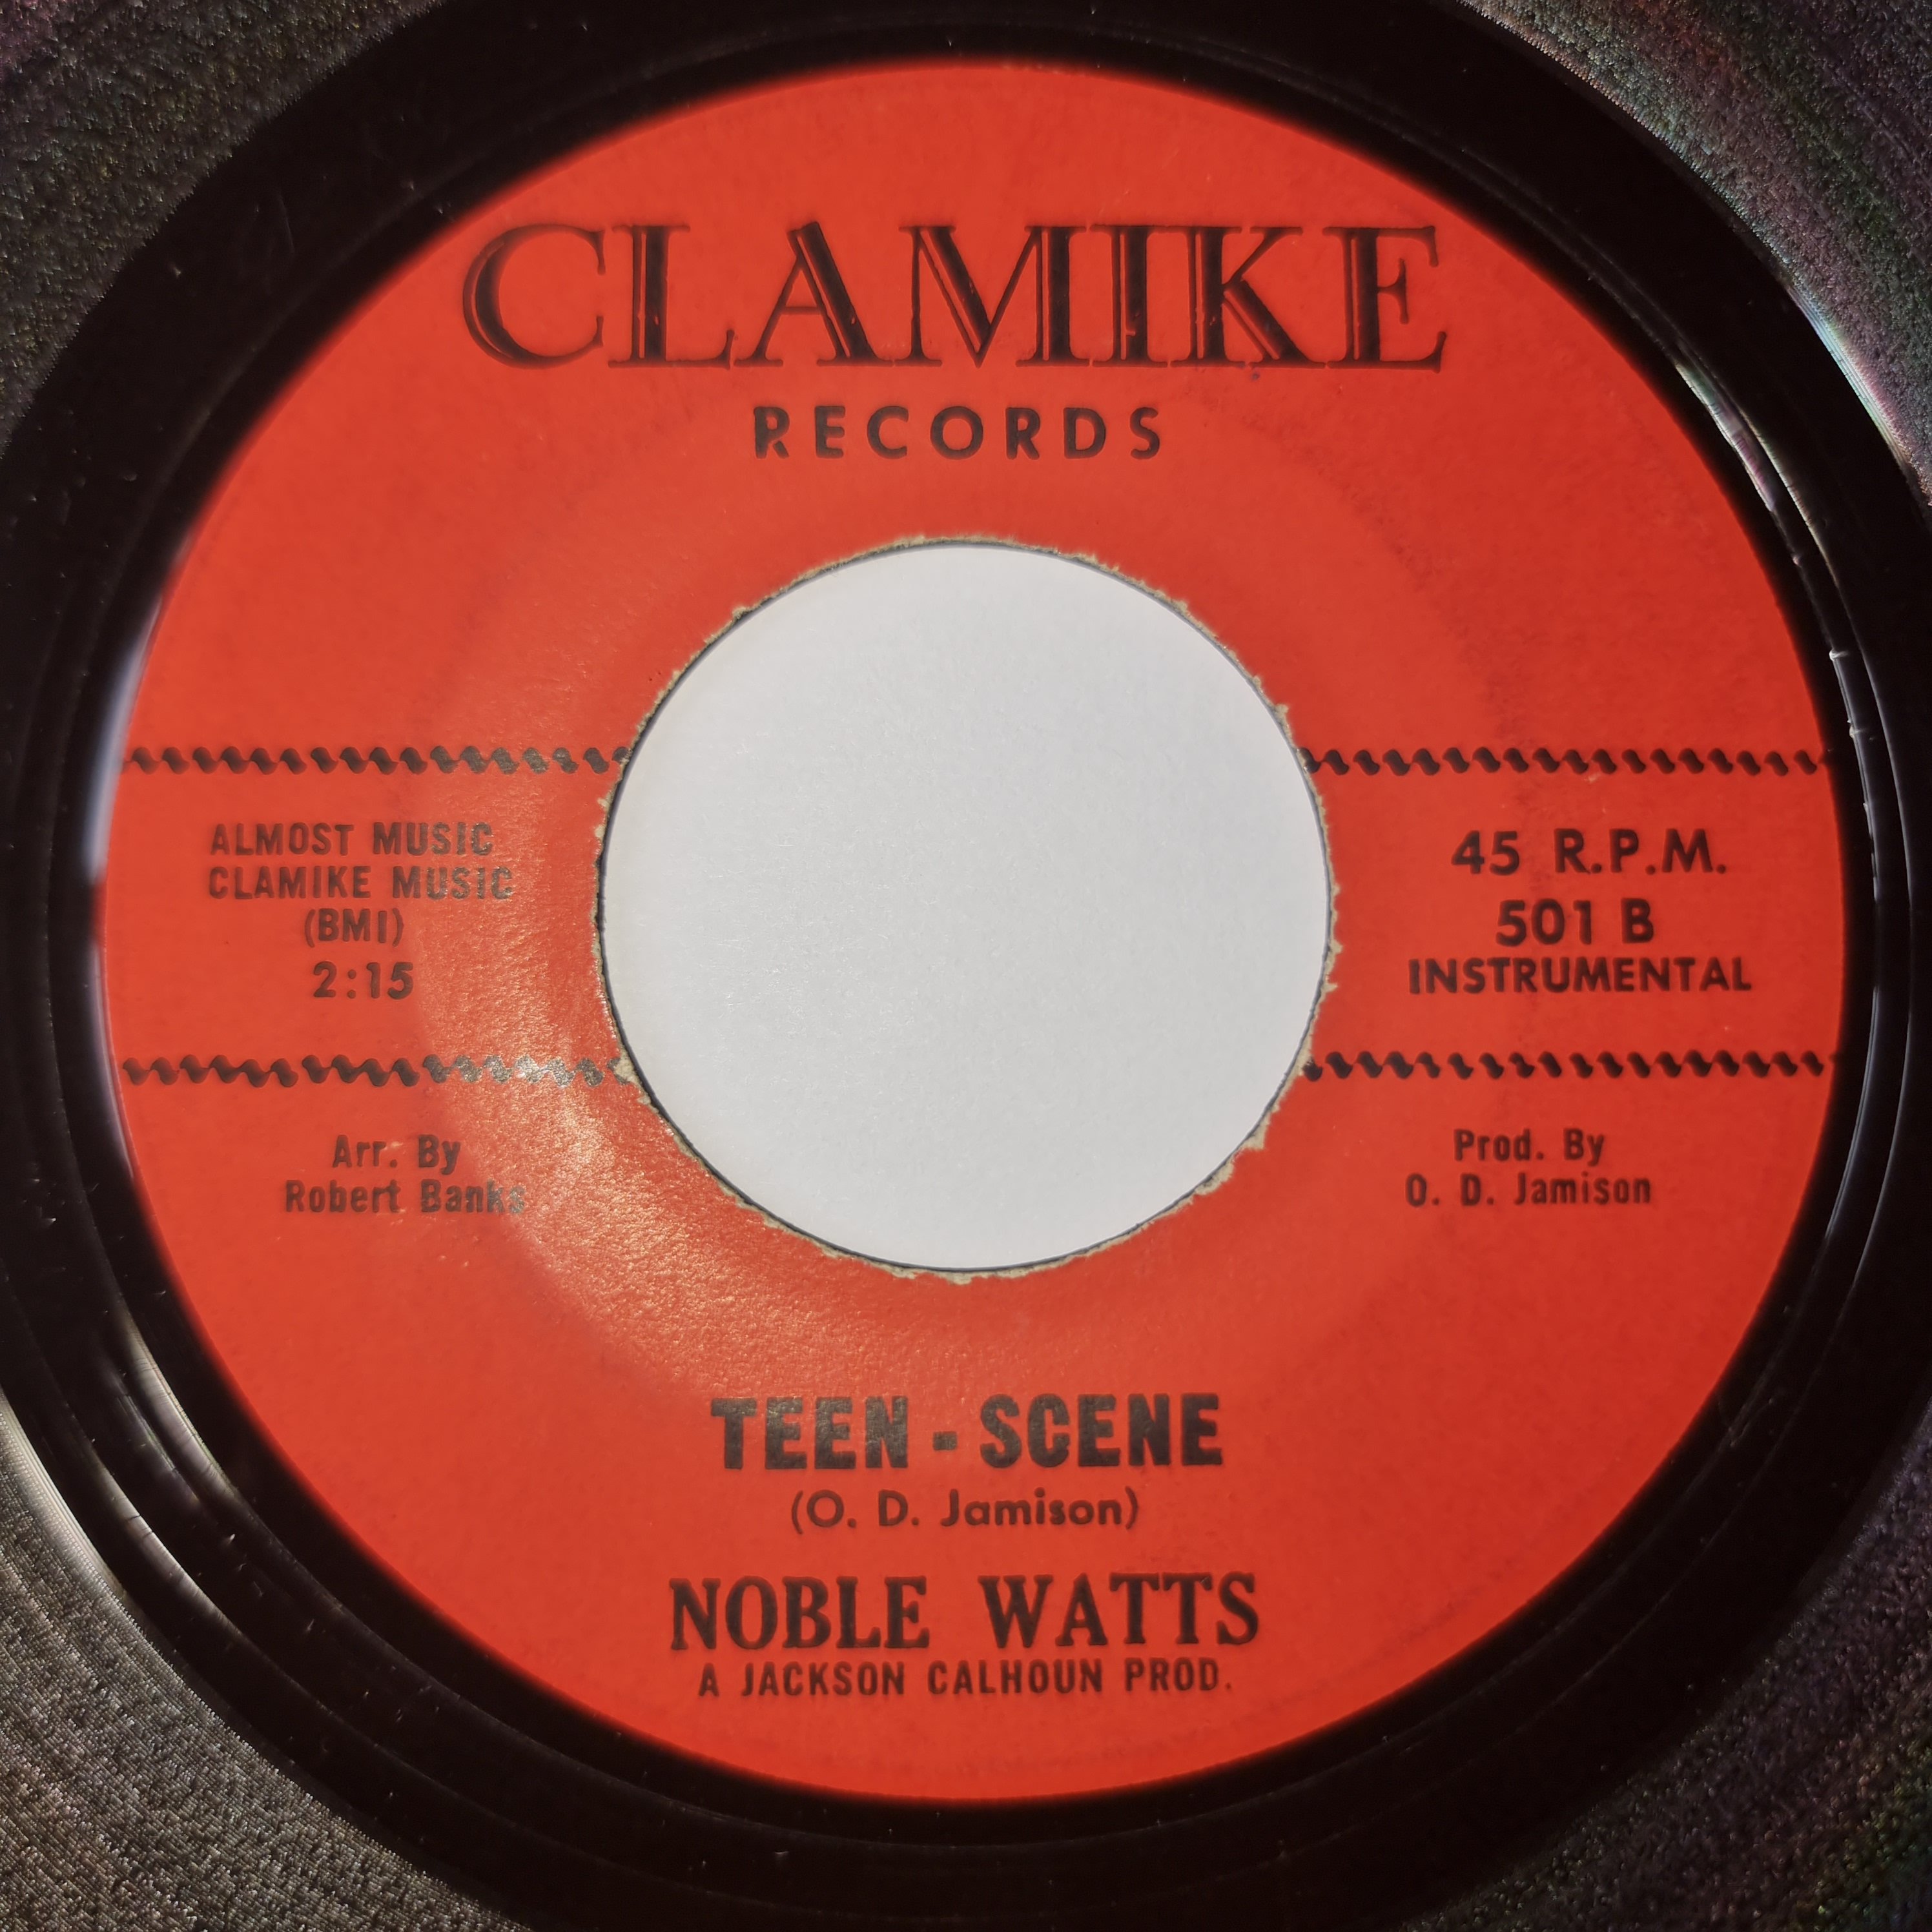 CLAMIKE
RECORDS
ALMOST MUSIC
CLAMIKE MUSIC
(BMI)
2:15
45 R.P.M.
501 B
INSTRUMENTAL
Arr. By
Robert Banks
Prod. By
O. D. Jamison
TEEN - SCENE
(O. D. Jamison)
NOBLE WATTS
A JACKSON CALHOUN PROD.